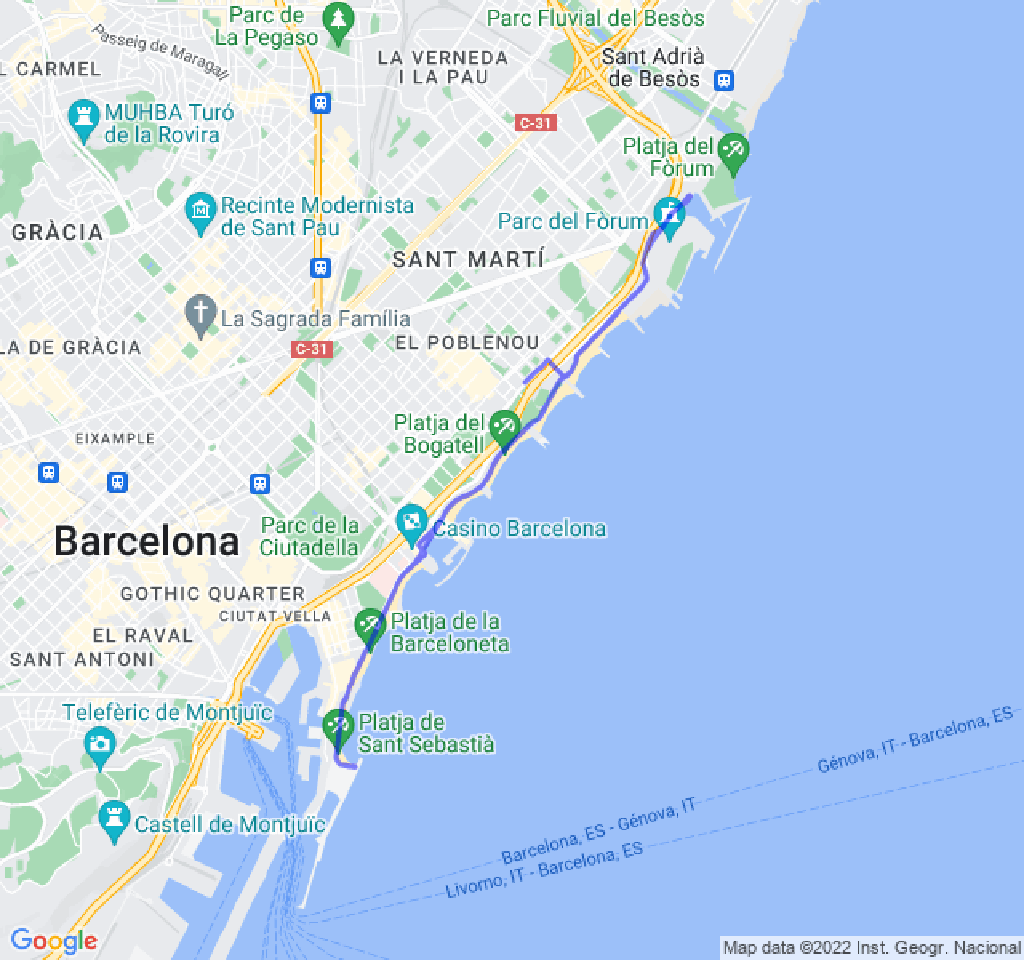 Parc de
La Pegaso
Parc Fluvial del Besòs
Passeig de Maragall
LA VERNEDA
I LA PAU
Sant Adrià
de Besòs
L CARMEL
MUHBA Turó
de la Rovira
C-31
Platja del
Fòrum
Recinte Modernista
de Sant Pau
Parc del Fòrum
GRÀCIA
SANT MARTÍ
La Sagrada Família
C-31
EL POBLENOU
LA DE GRÀCIA
Platja del
Bogatell
EIXAMPLE
Barcelona
Parc de la
Ciutadella
Casino Barcelona
GOTHIC QUARTER
CIUTAT VELLA
EL RAVAL
SANT ANTONI
Platja de la
Barceloneta
Telefèric de Montjuïc
Platja de
Sant Sebastià
Génova, IT - Barcelona, ES
Castell de Montjuïc
Barcelona, ES - Génova, IT
Livorno, IT - Barcelona, ES
Google
Map data ©2022 Inst. Geogr. Nacional